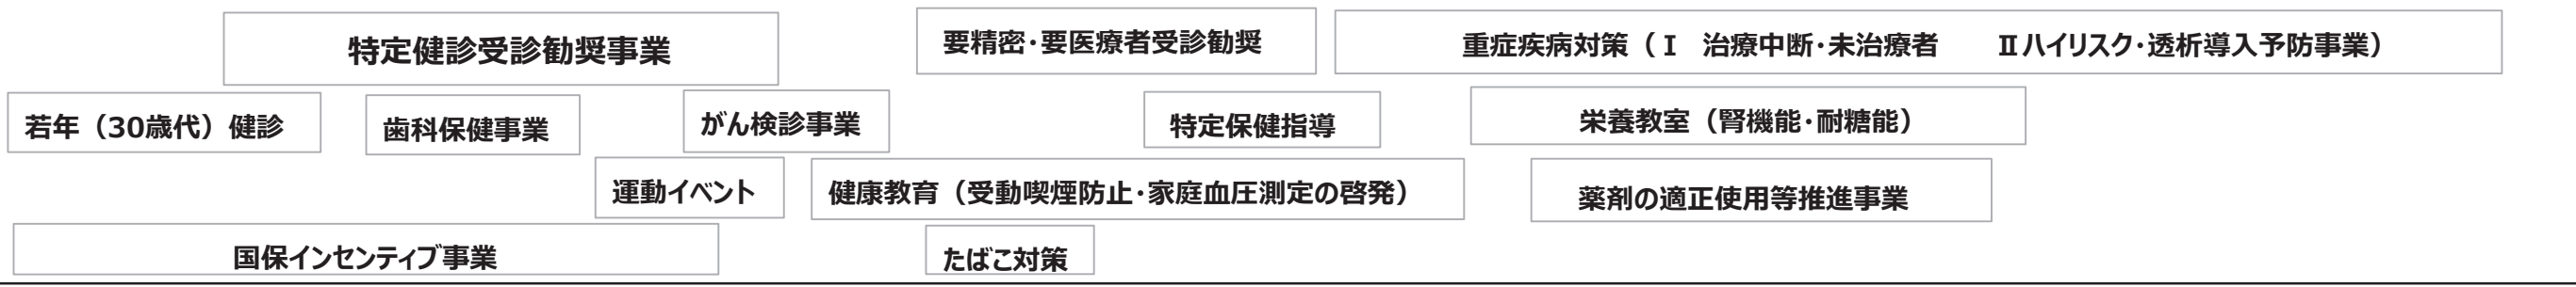 特定健診受診勧奨事業
要精密・要医療者受診勧奨
重症疾病対策（Ⅰ　治療中断・未治療者　　Ⅱハイリスク・透析導入予防事業）
若年（30歳代）健診
歯科保健事業
がん検診事業
特定保健指導
栄養教室（腎機能・耐糖能）
運動イベント
健康教育（受動喫煙防止・家庭血圧測定の啓発）
薬剤の適正使用等推進事業
国保インセンティブ事業
たばこ対策